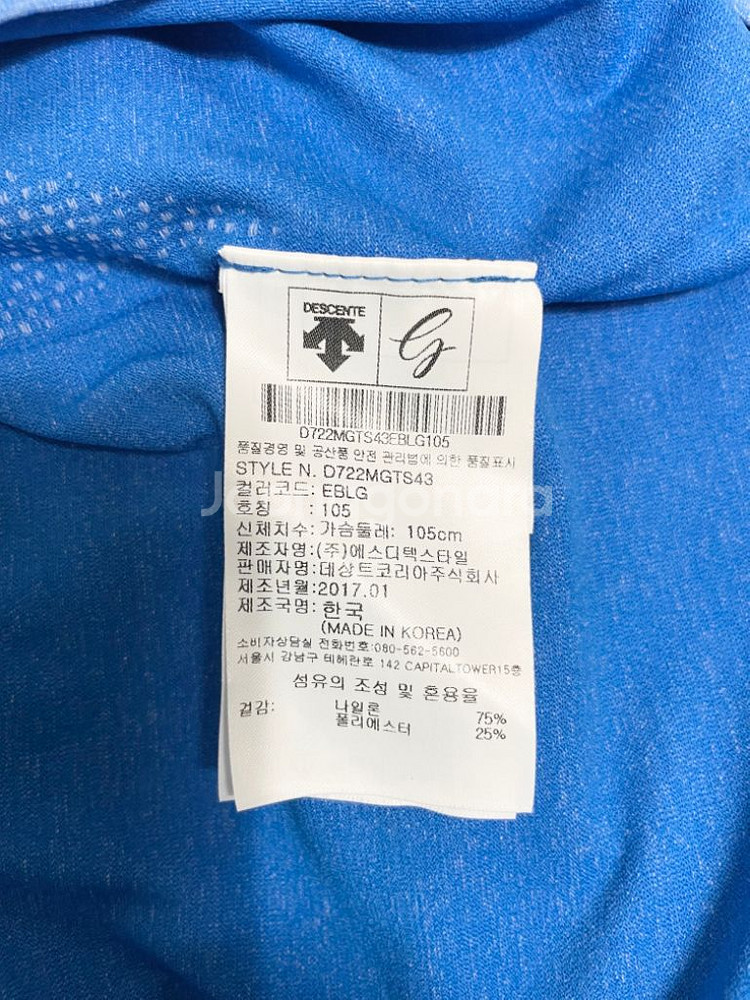 DESCENTE
D722MGTS43EBLG105
품질경영 및 공산품 안전 관리법에 의한 품질표시
STYLE N. D722MGTS43
컬러코드: EBLG
호칭 : 105
신체치수: 가슴둘레: 105cm
제조자명: (주)에스디텍스타일
판매자명: 데상트코리아주식회사
제조년월: 2017.01
제조국명: 한국
(MADE IN KOREA)
소비자상담실 전화번호:080-562-5600
서울시 강남구 테헤란로 142 CAPITALTOWER15층
섬유의 조성 및 혼용율
겉감: 나일론 75%
폴리에스터 25%